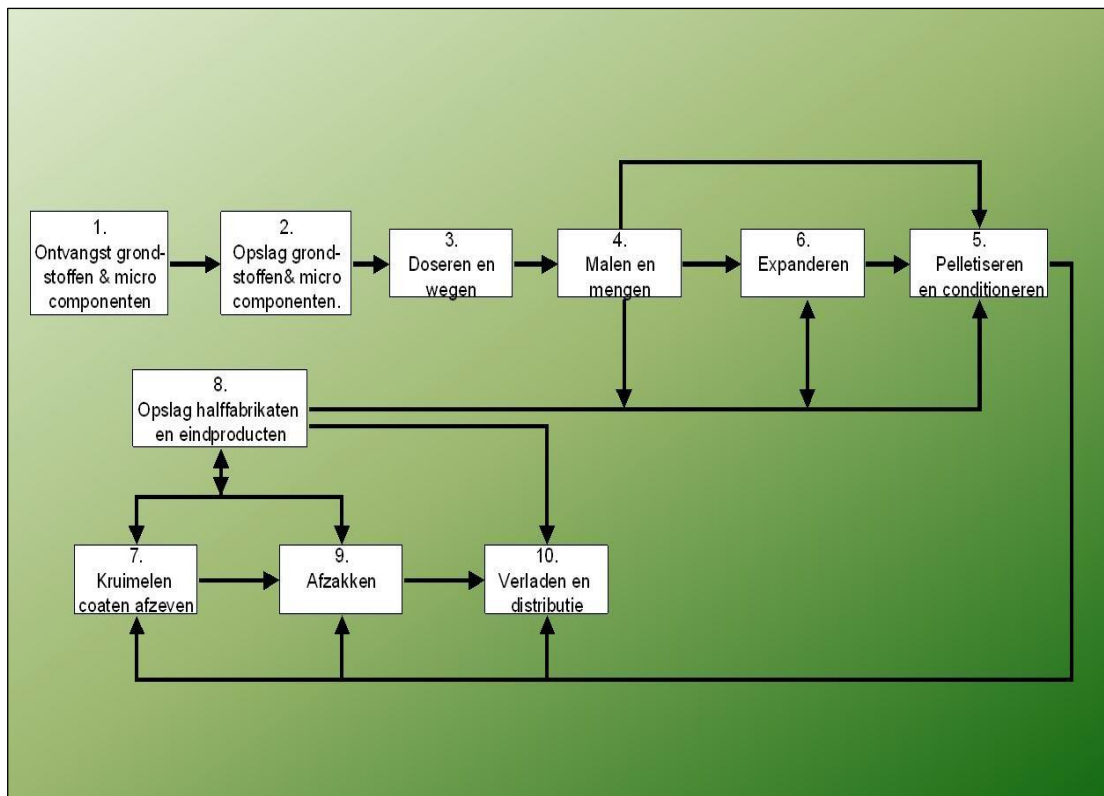 1.
Ontvangst grond-
stoffen & micro
componenten
2.
Opslag grond-
stoffen& micro
componenten.
3.
Doseren en
wegen
4.
Malen en
mengen
6.
Expanderen
5.
Pelletiseren
en conditioneren
8.
Opslag halffabrikaten
en eindproducten
7.
Kruimelen
coaten afzeven
9.
Afzakken
10.
Verladen en
distributie